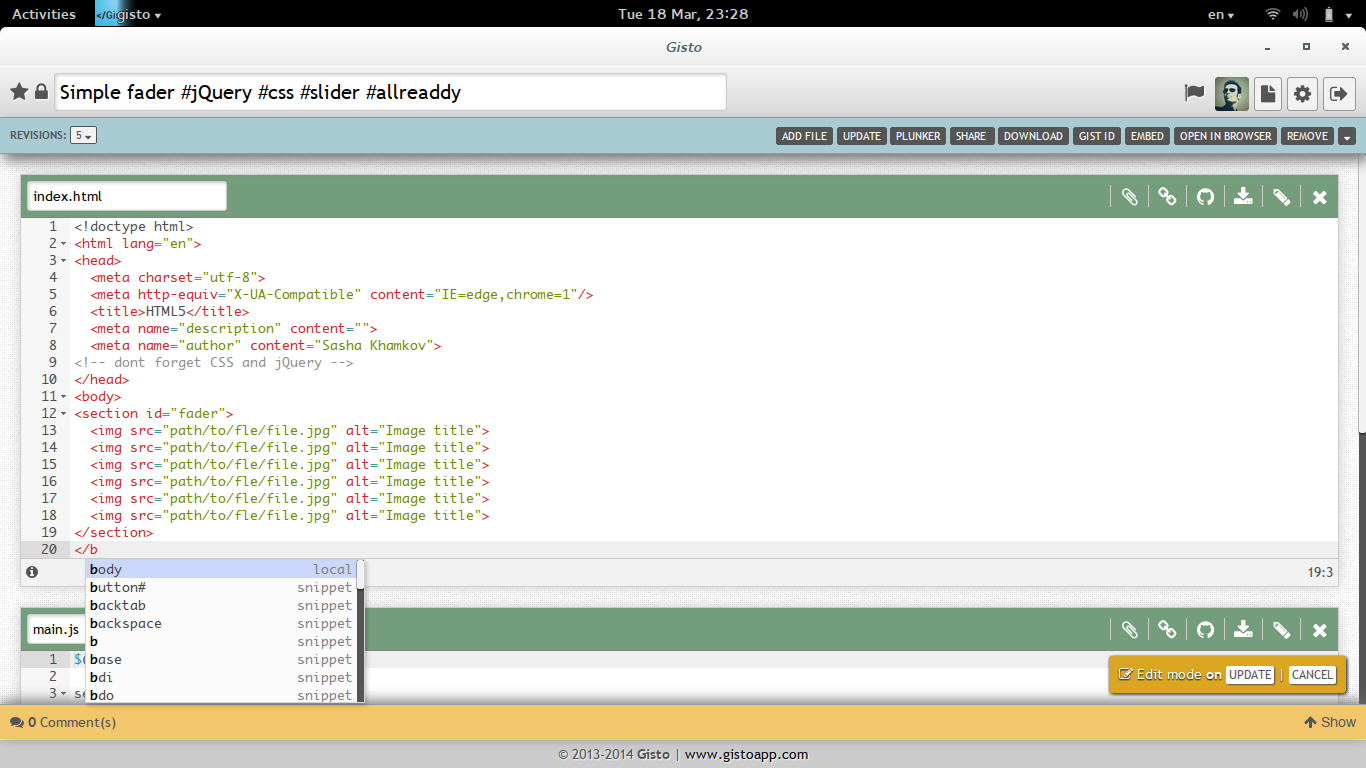 Activities </Gi gisto Tue 18 Mar, 23:28 en
Gisto
Simple fader #jQuery #css #slider #allreaddy
REVISIONS: 5 ADD FILE UPDATE PLUNKER SHARE DOWNLOAD GIST ID EMBED OPEN IN BROWSER REMOVE
index.html
1 <!doctype html>
2 <html lang="en">
3 <head>
4 <meta charset="utf-8">
5 <meta http-equiv="X-UA-Compatible" content="IE=edge,chrome=1"/>
6 <title>HTML5</title>
7 <meta name="description" content="">
8 <meta name="author" content="Sasha Khamkov">
9 <!-- dont forget CSS and jQuery -->
10 </head>
11 <body>
12 <section id="fader">
13 <img src="path/to/fle/file.jpg" alt="Image title">
14 <img src="path/to/fle/file.jpg" alt="Image title">
15 <img src="path/to/fle/file.jpg" alt="Image title">
16 <img src="path/to/fle/file.jpg" alt="Image title">
17 <img src="path/to/fle/file.jpg" alt="Image title">
18 <img src="path/to/fle/file.jpg" alt="Image title">
19 </section>
20 </b
body local
button# snippet
backtab snippet
backspace snippet
b snippet
base snippet
bdi snippet
bdo snippet
19:3
main.js
1 $
2
3 se
Edit mode on UPDATE | CANCEL
0 Comment(s) Show
© 2013-2014 Gisto | www.gistoapp.com